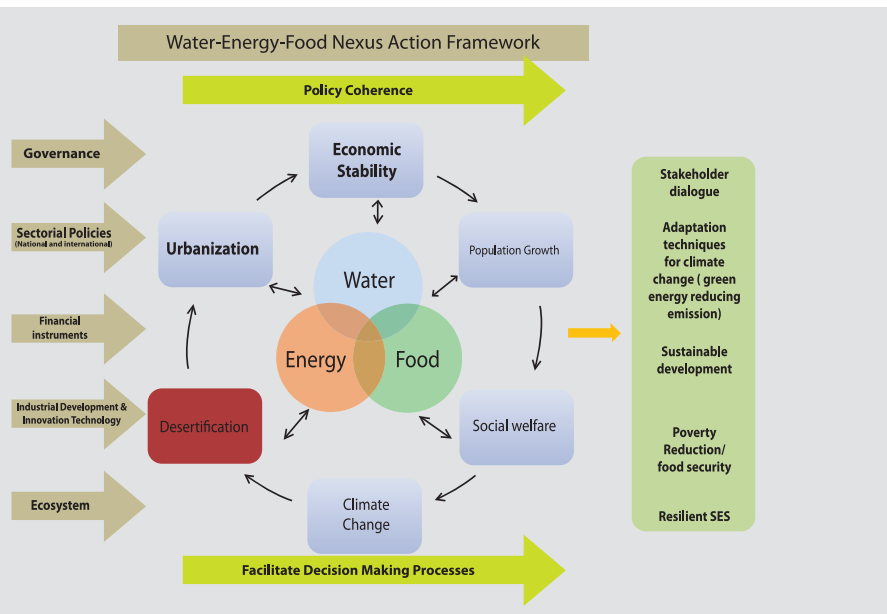 Water-Energy-Food Nexus Action Framework
Policy Coherence
Governance
Sectorial Policies
(National and international)
Financial
instruments
Industrial Development &
Innovation Technology
Ecosystem
Economic
Stability
Urbanization
Population Growth
Water
Energy
Food
Desertification
Social welfare
Climate
Change
Facilitate Decision Making Processes
Stakeholder
dialogue
Adaptation
techniques
for climate
change ( green
energy reducing
emission)
Sustainable
development
Poverty
Reduction/
food security
Resilient SES